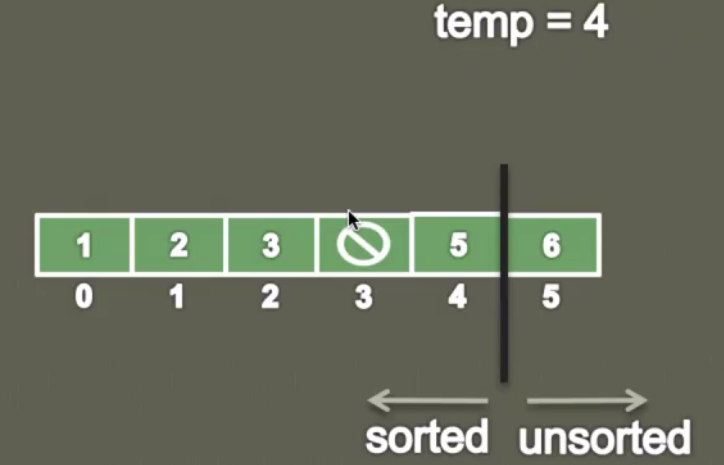 temp = 4
1 2 3 5 6
0 1 2 3 4 5
sorted unsorted